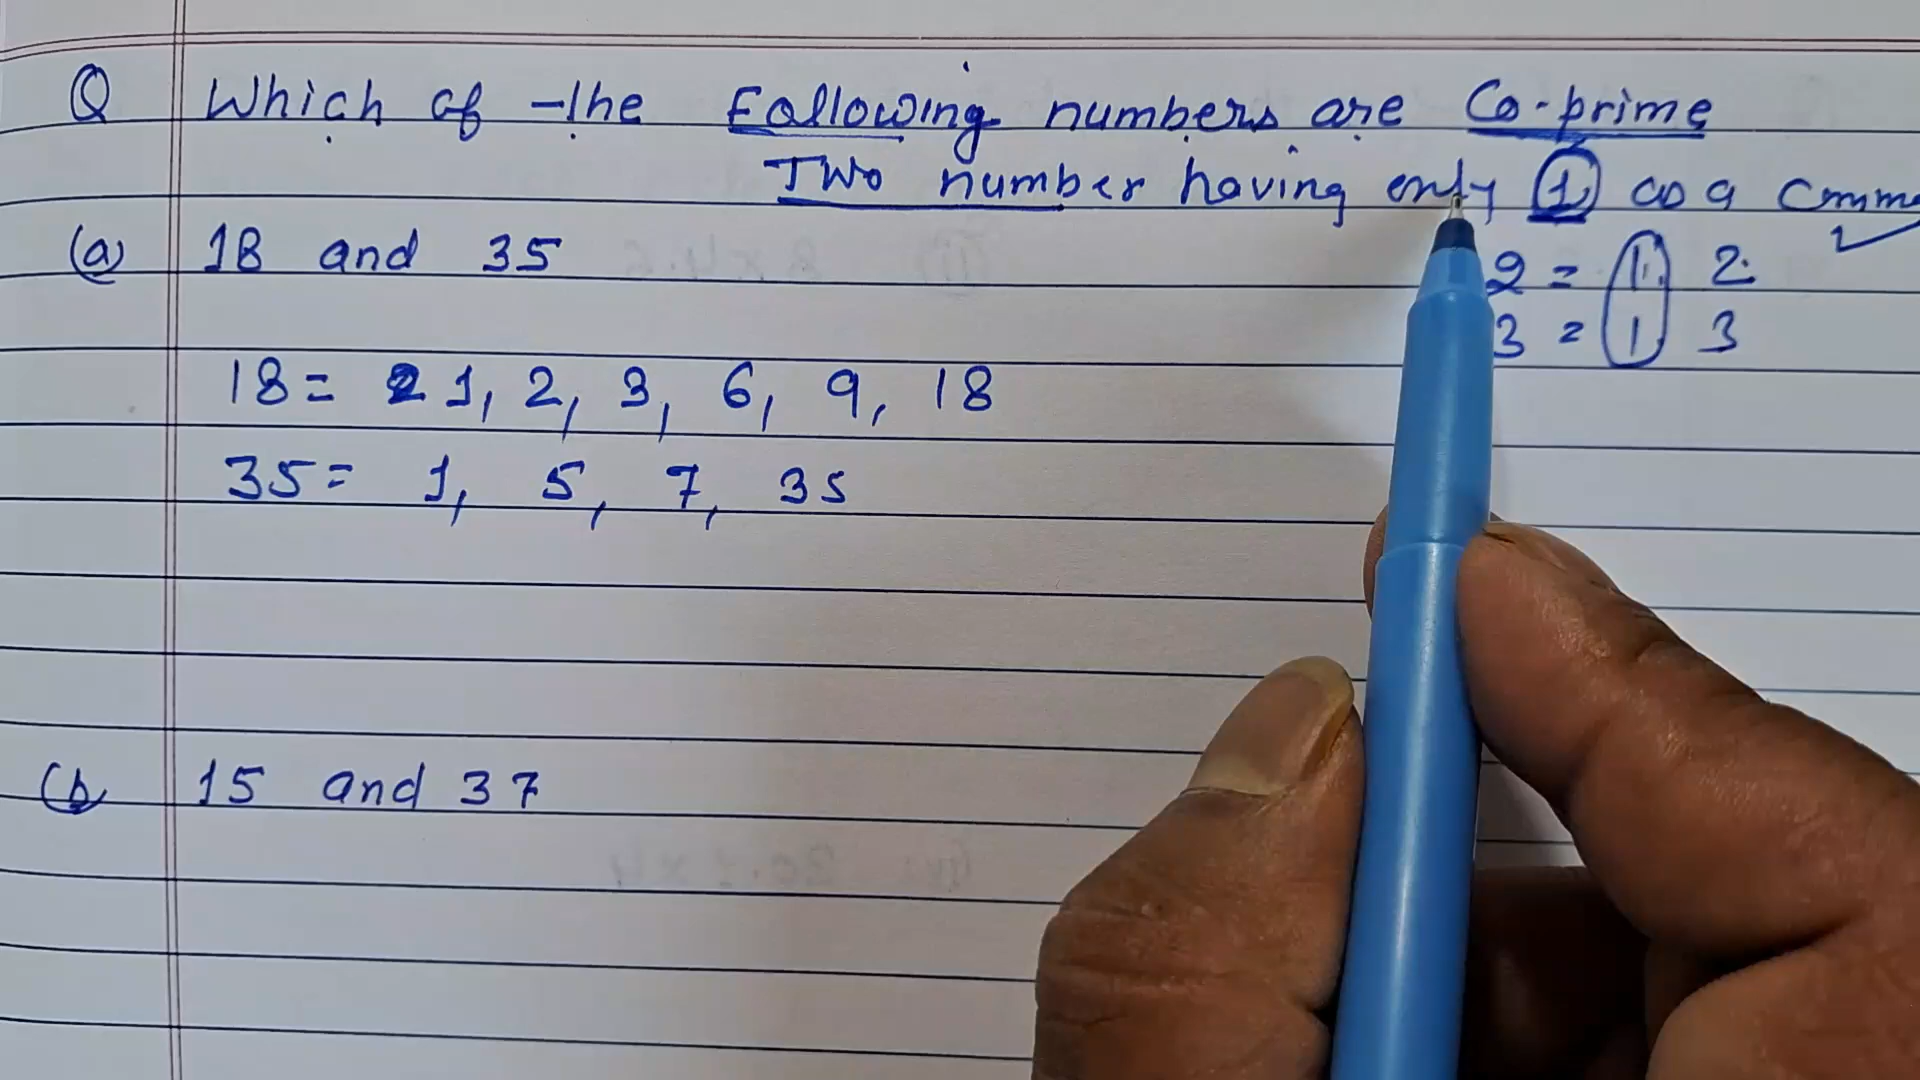 Q Which of the Following numbers are Co-prime
Two number having only 1 as a
(a) 18 and 35
2 = 1 2
3 = 1 3
18 = 1, 2, 3, 6, 9, 18
35 = 1, 5, 7, 35
(b) 15 and 37